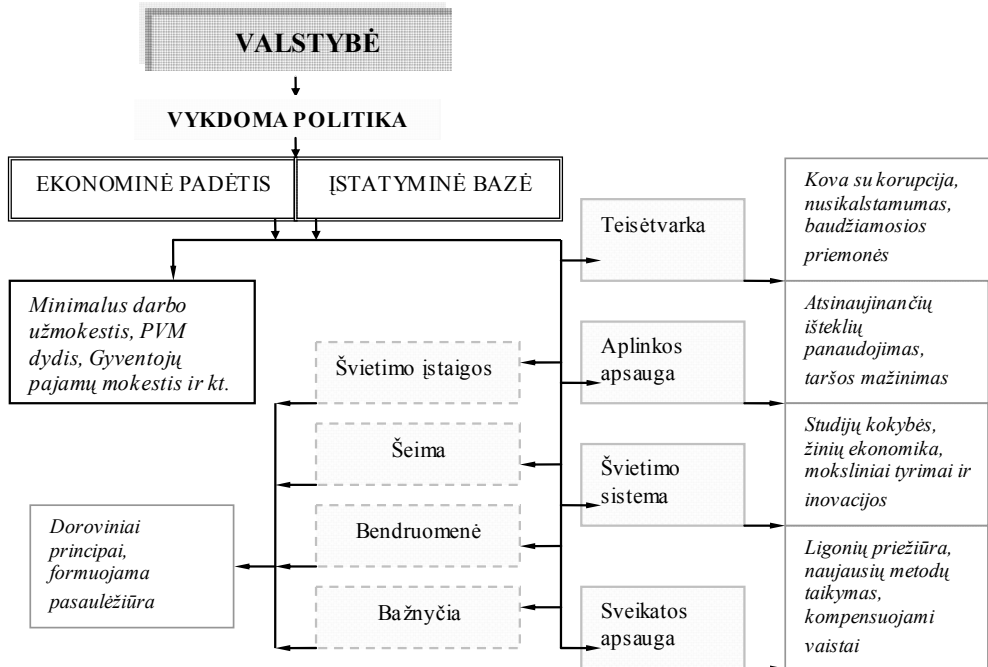 VALSTYBĖ
VYKDOMA POLITIKA
EKONOMINĖ PADĖTIS
ĮSTATYMINĖ BAZĖ
Minimalus darbo
užmokestis, PVM
dydis, Gyventojų
pajamų mokestis ir kt.
Teisėtvarka
Kova su korupcija,
nusikalstamumas,
baudžiamosios
priemonės
Aplinkos
apsauga
Atsinaujinančių
išteklių
panaudojimas,
taršos mažinimas
Švietimo įstaigos
Šeima
Bendruomenė
Bažnyčia
Doroviniai
principai,
formuojama
pasaulėžiūra
Švietimo
sistema
Studijų kokybės,
žinių ekonomika,
moksliniai tyrimai ir
inovacijos
Sveikatos
apsauga
Ligonių priežiūra,
naujausių metodų
taikymas,
kompensuojami
vaistai